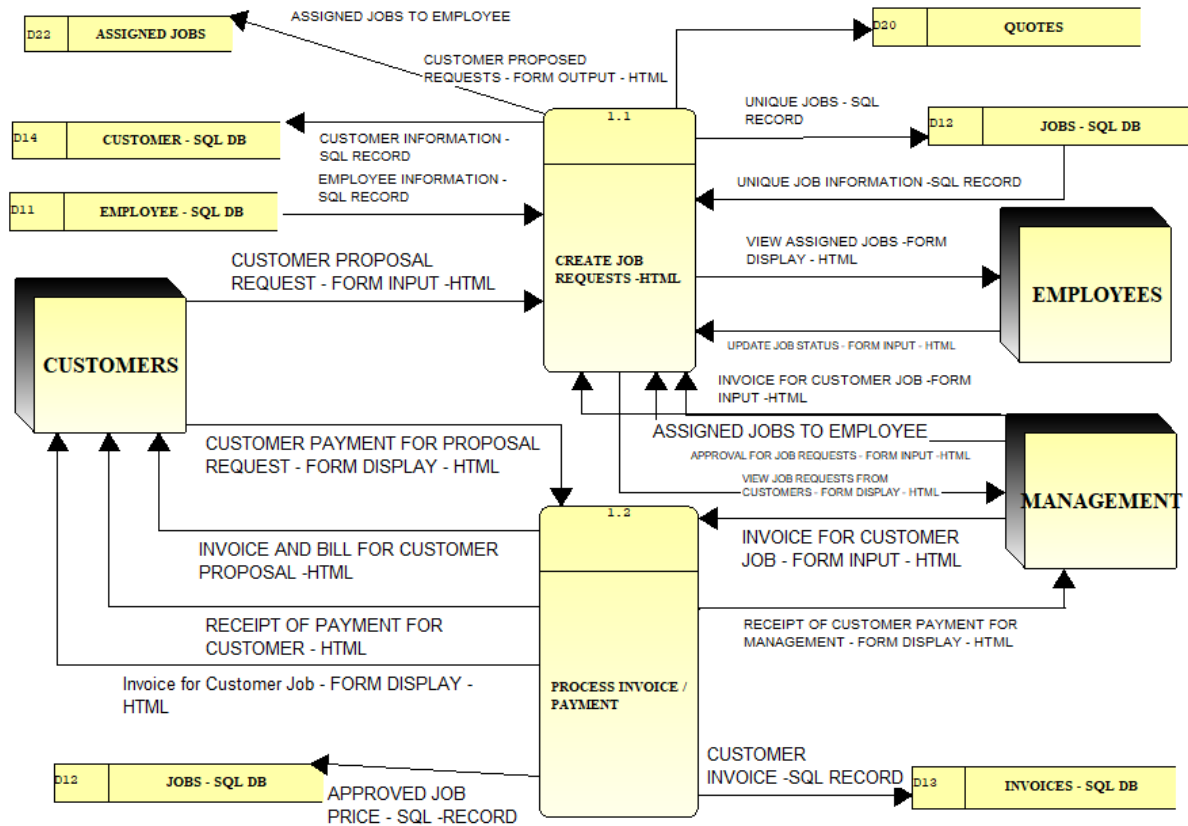 ASSIGNED JOBS TO EMPLOYEE
D22
ASSIGNED JOBS
D20
QUOTES
CUSTOMER PROPOSED
REQUESTS - FORM OUTPUT - HTML
UNIQUE JOBS - SQL
RECORD
1.1
D14
CUSTOMER - SQL DB
CUSTOMER INFORMATION -
SQL RECORD
D12
JOBS - SQL DB
EMPLOYEE INFORMATION -
SQL RECORD
UNIQUE JOB INFORMATION -SQL RECORD
D11
EMPLOYEE - SQL DB
CREATE JOB
REQUESTS -HTML
VIEW ASSIGNED JOBS -FORM
DISPLAY - HTML
CUSTOMER PROPOSAL
REQUEST - FORM INPUT -HTML
EMPLOYEES
UPDATE JOB STATUS - FORM INPUT - HTML
CUSTOMERS
INVOICE FOR CUSTOMER JOB -FORM
INPUT -HTML
ASSIGNED JOBS TO EMPLOYEE
APPROVAL FOR JOB REQUESTS - FORM INPUT -HTML
VIEW JOB REQUESTS FROM
CUSTOMERS - FORM DISPLAY - HTML
MANAGEMENT
CUSTOMER PAYMENT FOR PROPOSAL
REQUEST - FORM DISPLAY - HTML
1.2
INVOICE FOR CUSTOMER
JOB - FORM INPUT - HTML
INVOICE AND BILL FOR CUSTOMER
PROPOSAL -HTML
RECEIPT OF PAYMENT FOR
CUSTOMER - HTML
RECEIPT OF CUSTOMER PAYMENT FOR
MANAGEMENT - FORM DISPLAY - HTML
Invoice for Customer Job - FORM DISPLAY -
HTML
PROCESS INVOICE /
PAYMENT
D12
JOBS - SQL DB
APPROVED JOB
PRICE - SQL -RECORD
CUSTOMER
INVOICE -SQL RECORD
D13
INVOICES - SQL DB